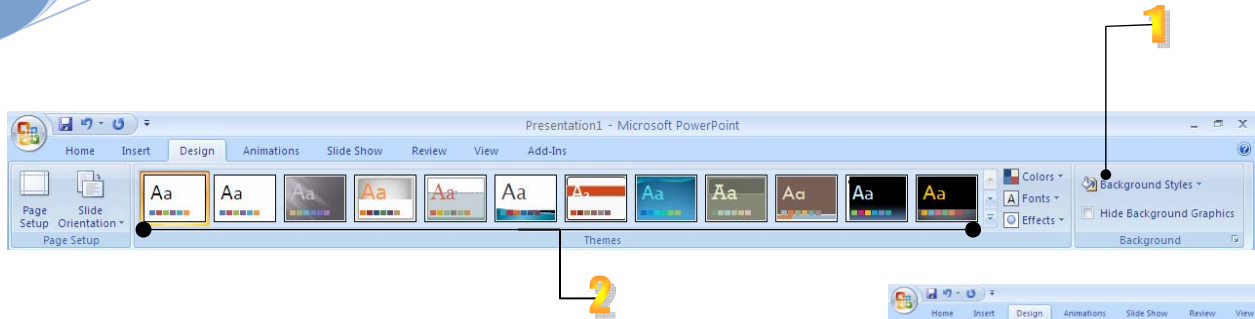 1
Presentation1 - Microsoft PowerPoint
Home Insert Design Animations Slide Show Review View Add-Ins
Aa Aa Aa Aa Aa Aa Aa Aa Aa Aa Aa Aa
Colors
Fonts
Effects
Background Styles
Hide Background Graphics
Page Setup
Slide Orientation
Page Setup Themes Background
2
Home Insert Design Animations Slide Show Review View